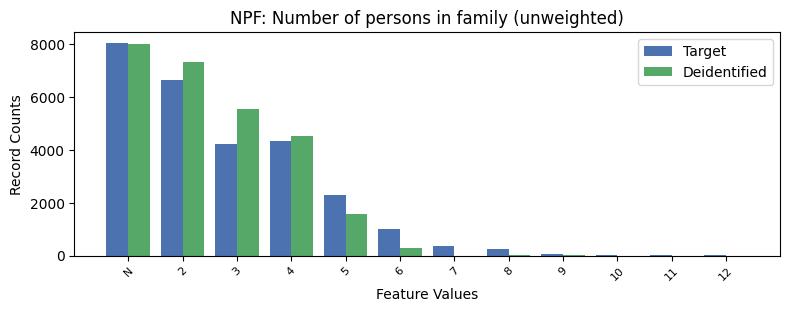 NPF: Number of persons in family (unweighted)
Target
Deidentified
Record Counts
8000
6000
4000
2000
0
N 2 3 4 5 6 7 8 9 10 11 12
Feature Values